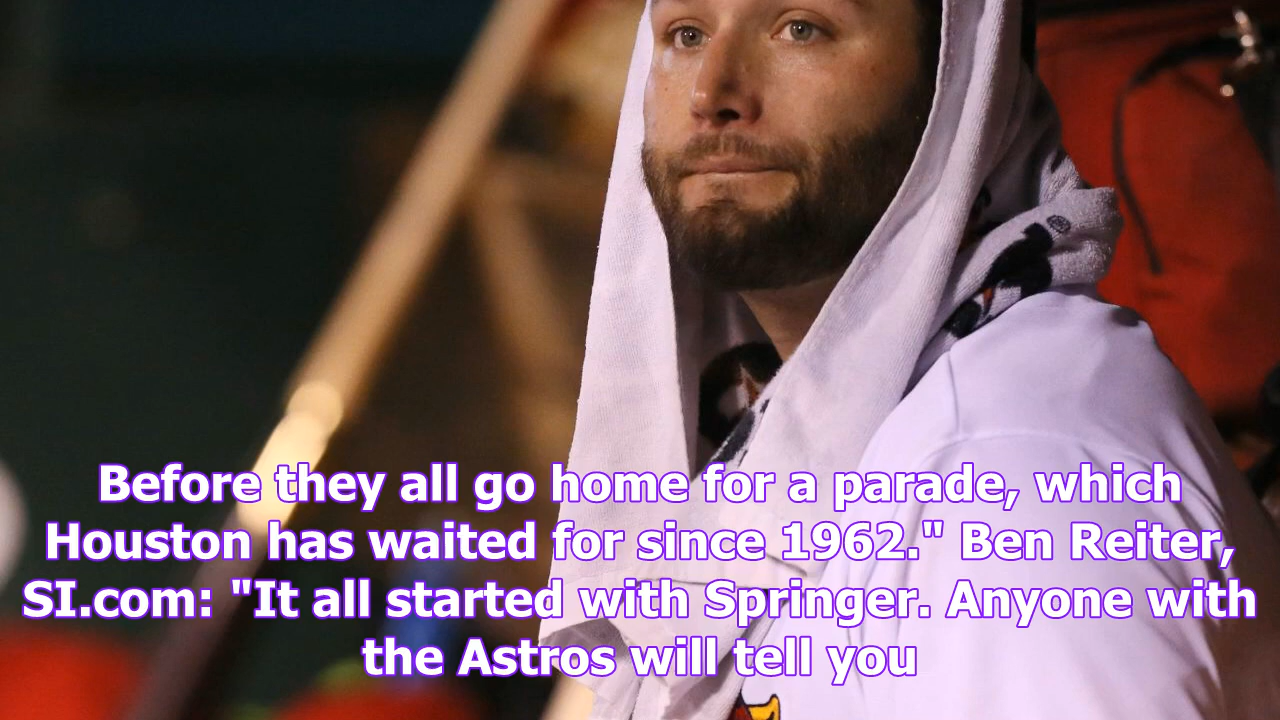 Before they all go home for a parade, which
Houston has waited for since 1962." Ben Reiter,
SI.com: "It all started with Springer. Anyone with
the Astros will tell you